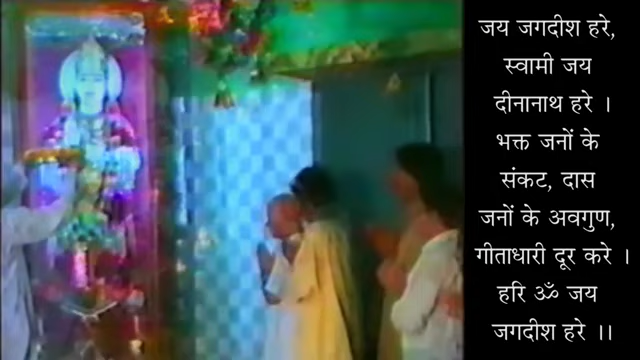 जय जगदीश हरे,
स्वामी जय
दीनानाथ हरे ।
भक्त जनों के
संकट, दास
जनों के अवगुण,
गीताधारी दूर करे ।
हरि ॐ जय
जगदीश हरे ।।